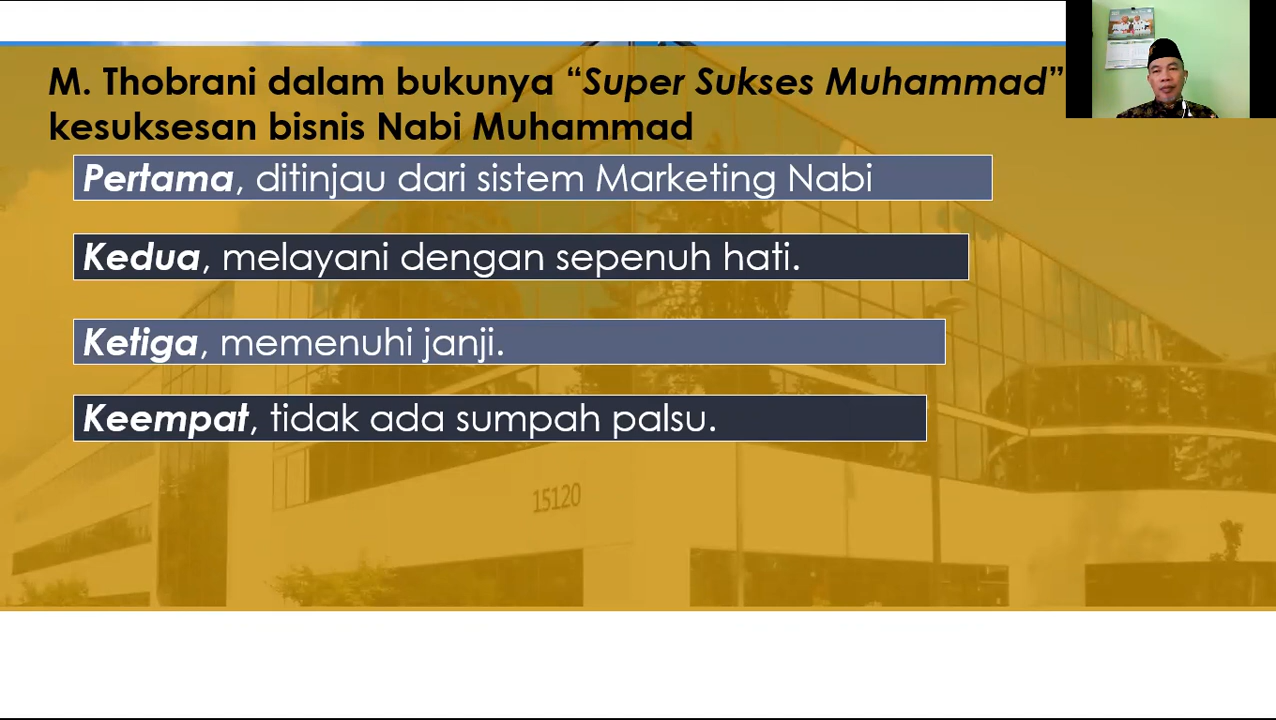 M. Thobrani dalam bukunya “Super Sukses Muhammad”
kesuksesan bisnis Nabi Muhammad
Pertama, ditinjau dari sistem Marketing Nabi
Kedua, melayani dengan sepenuh hati.
Ketiga, memenuhi janji.
Keempat, tidak ada sumpah palsu.
15120